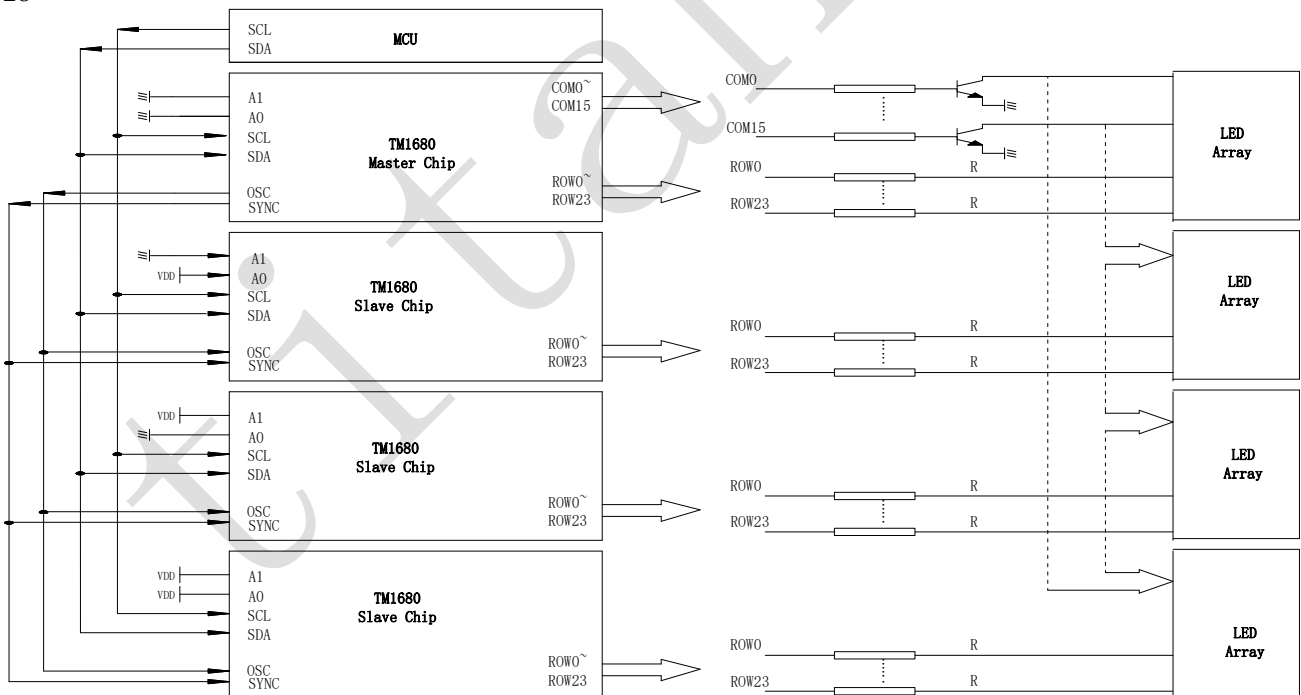 SCL
SDA
MCU
A1
A0
SCL
SDA
OSC
SYNC
TM1680
Master Chip
COM0~
COM15
ROW0~
ROW23
COM0
COM15
ROW0
R
ROW23
R
LED
Array
A1
VDD
A0
SCL
SDA
OSC
SYNC
TM1680
Slave Chip
ROW0~
ROW23
ROW0
R
ROW23
R
LED
Array
VDD
A1
A0
SCL
SDA
OSC
SYNC
TM1680
Slave Chip
ROW0~
ROW23
ROW0
R
ROW23
R
LED
Array
VDD
A1
VDD
A0
SCL
SDA
OSC
SYNC
TM1680
Slave Chip
ROW0~
ROW23
ROW0
R
ROW23
R
LED
Array